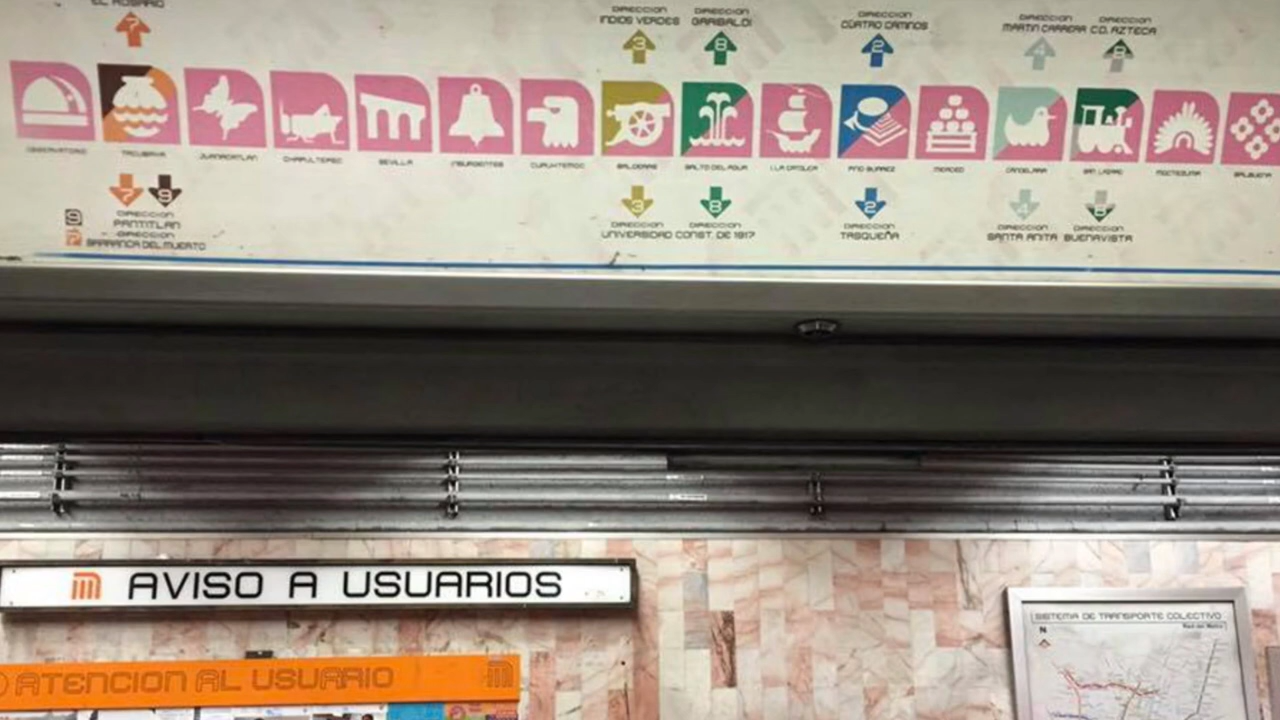 EL ROSARIO
7
DIRECCION
INDIOS VERDES
3
DIRECCION
GARIBALDI
8
DIRECCION
CUATRO CAMINOS
2
DIRECCION
MARTIN CARRERA
4
DIRECCION
CD. AZTECA
B
OBSERVATORIO
TACUBAYA
JUANACATLAN
CHAPULTEPEC
SEVILLA
INSURGENTES
CUAUHTEMOC
BALDERAS
SALTO DEL AGUA
I. LA CATOLICA
PINO SUAREZ
MERCED
CANDELARIA
SAN LAZARO
MOCTEZUMA
BALBUENA
7
9
DIRECCION
PANTITLAN
9
DIRECCION
7
BARRANCA DEL MUERTO
3
DIRECCION
UNIVERSIDAD
8
DIRECCION
CONST. DE 1917
2
DIRECCION
TASQUEÑA
4
DIRECCION
SANTA ANITA
B
DIRECCION
BUENAVISTA
AVISO A USUARIOS
ATENCION AL USUARIO
SISTEMA DE TRANSPORTE COLECTIVO
Red del Metro
N